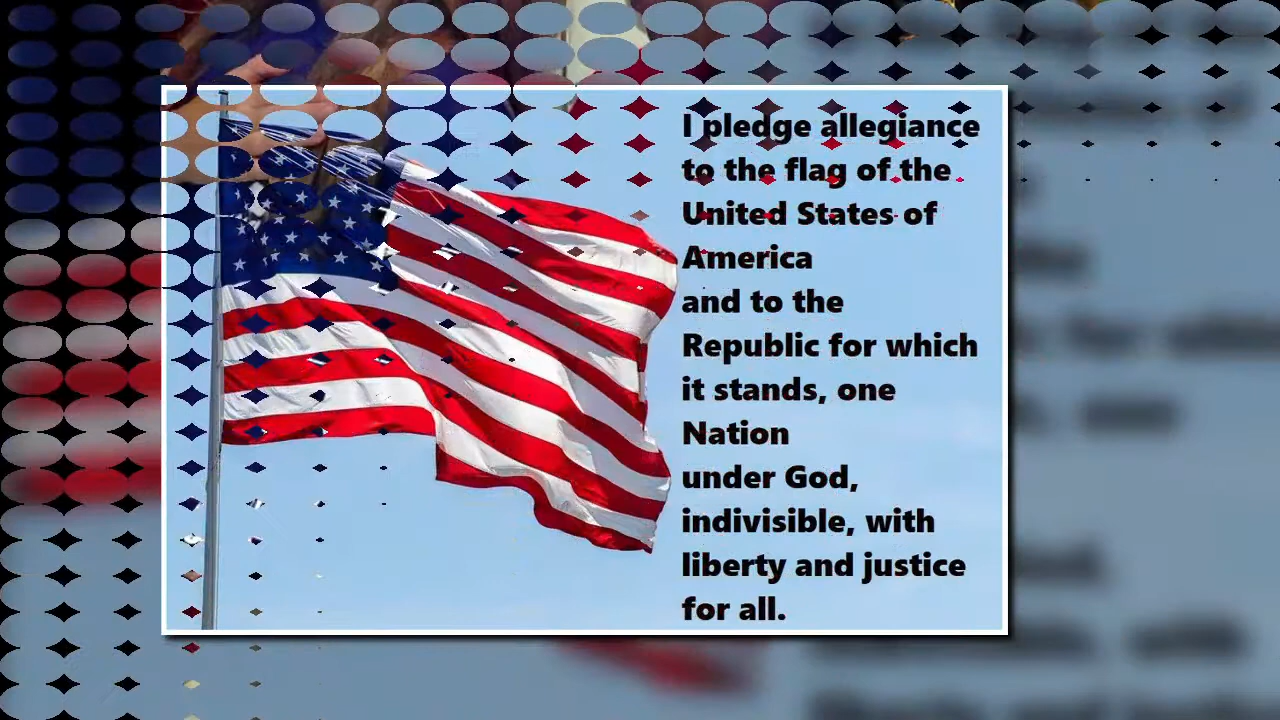 I pledge allegiance
to the flag of the
United States of
America
and to the
Republic for which
it stands, one
Nation
under God,
indivisible, with
liberty and justice
for all.